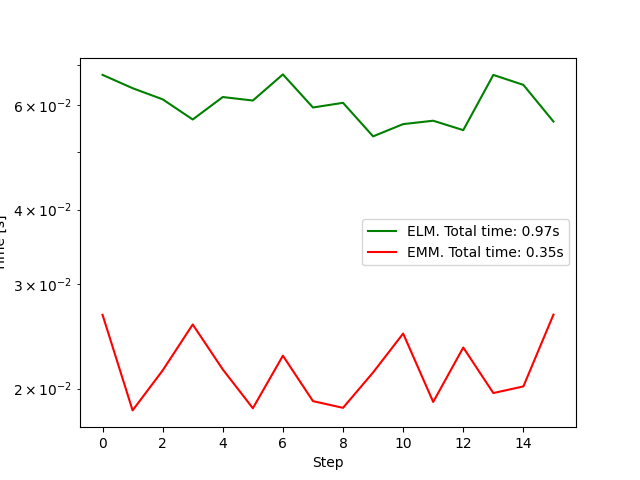 6 × 10⁻²
4 × 10⁻²
3 × 10⁻²
2 × 10⁻²
[s]
ELM. Total time: 0.97s
EMM. Total time: 0.35s
0 2 4 6 8 10 12 14
Step